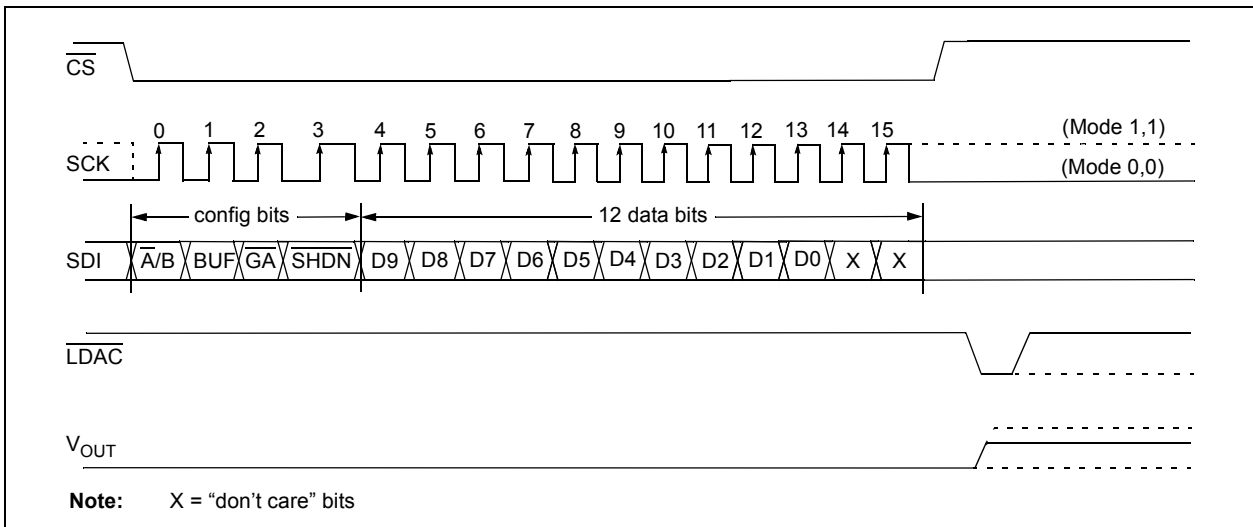 CS
0 1 2 3 4 5 6 7 8 9 10 11 12 13 14 15 (Mode 1,1)
SCK
(Mode 0,0)
config bits 12 data bits
SDI A/B BUF GA SHDN D9 D8 D7 D6 D5 D4 D3 D2 D1 D0 X X
LDAC
VOUT
Note: X = “don’t care” bits